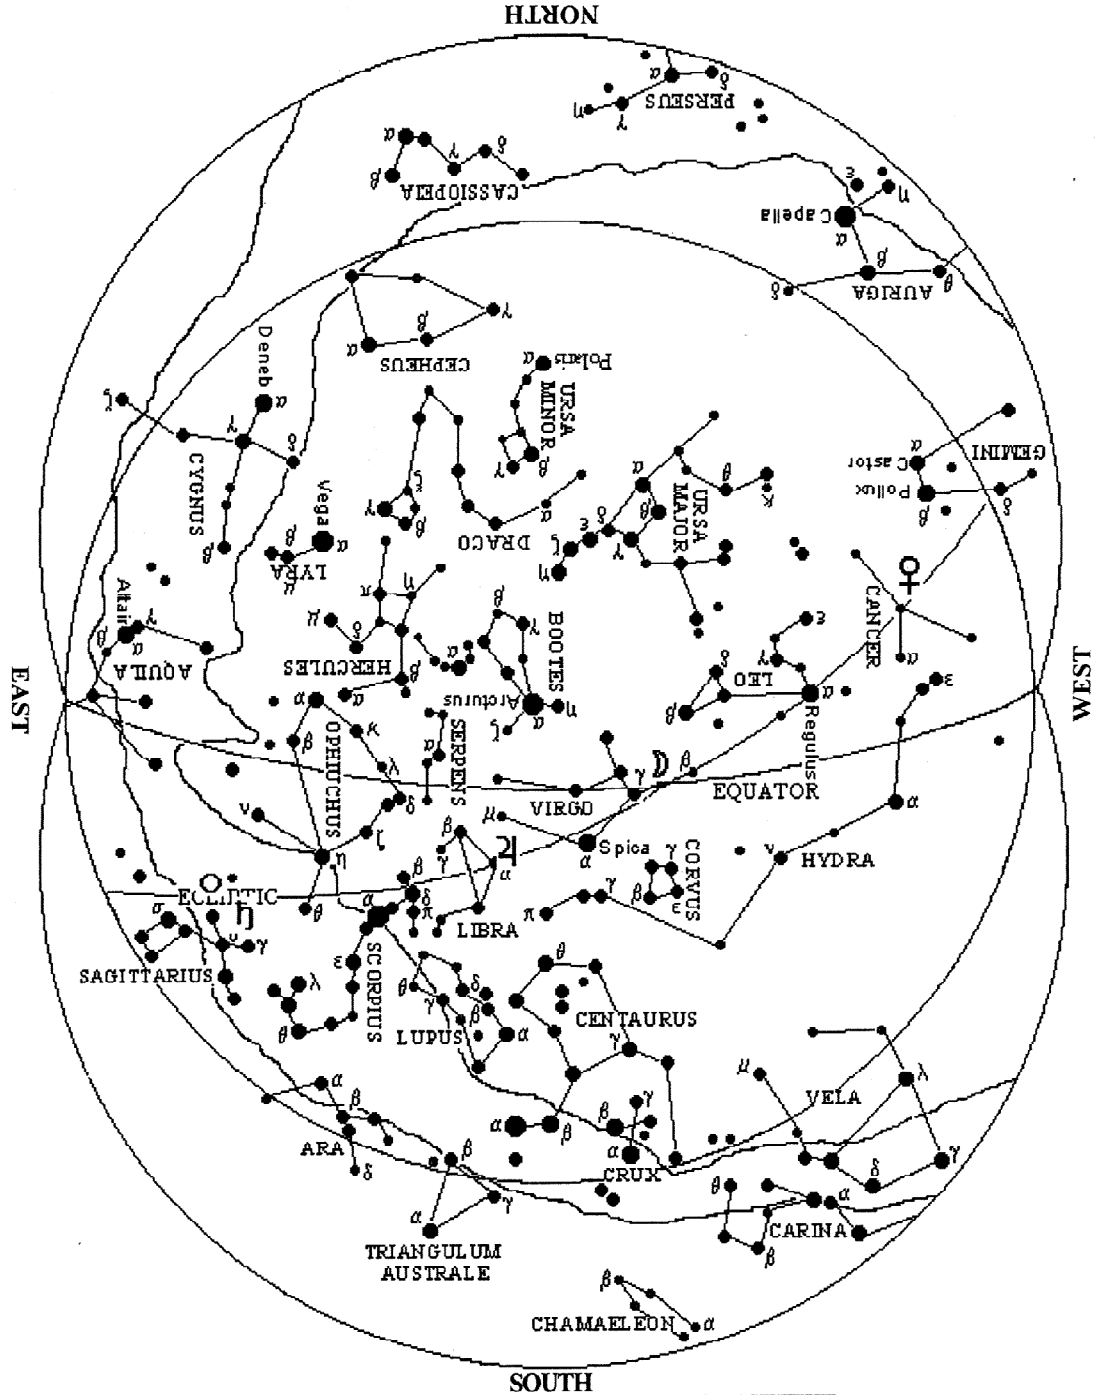 NORTH
α
δ
PERSEUS
η
γ
α
γ
δ
β
CASSIOPEIA
ε
η
Capella
α
β
θ
δ
AURIGA
γ
β
α
CEPHEUS
Deneb
α
ζ
γ
δ
CYGNUS
β
α
Polaris
URSA
MINOR
γ
β
α
Castor
GEMINI
Pollux
β
δ
ζ
γ
β
α
DRACO
α
θ
κ
β
URSA
MAJOR
δ
ε
γ
ζ
η
Vega
α
β
LYRA
μ
Altair
γ
β
α
AQUILA
π
η
μ
δ
HERCULES
β
α
β
γ
BOOTES
α
Arcturus
α
η
ζ
♀
CANCER
α
ε
γ
δ
LEO
α
β
Regulus
ε
EAST
WEST
α
β
OPHIUCHUS
κ
λ
δ
ν
ζ
η
θ
SERPENS
α
VIRGO
γ
β
EQUATOR
μ
α
Spica
β
γ
♃
α
LIBRA
γ
CORVUS
β
ε
α
ν
HYDRA
π
γ
ECLIPTIC
♄
σ
γ
SAGITTARIUS
α
β
δ
π
SCORPIUS
ε
λ
θ
θ
δ
γ
β
LUPUS
α
θ
CENTAURUS
γ
α
β
γ
β
α
CRUX
μ
λ
VELA
δ
γ
α
β
ARA
δ
β
γ
α
TRIANGULUM
AUSTRALE
θ
α
CARINA
β
β
CHAMAELEON
α
SOUTH